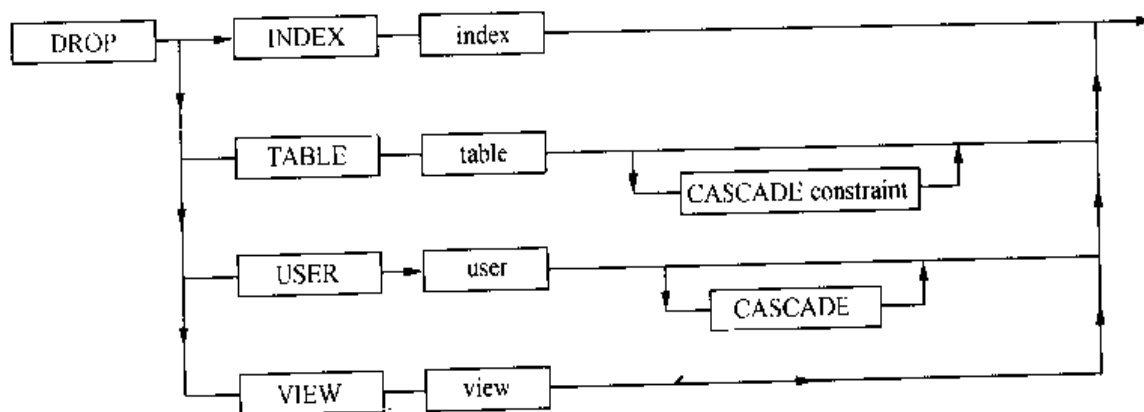 DROP INDEX index
TABLE table
CASCADE constraint
USER user
CASCADE
VIEW view